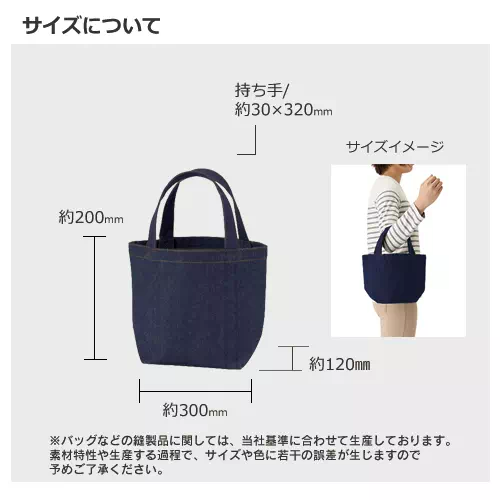 サイズについて
持ち手/
約30×320mm
サイズイメージ
約200mm
約120㎜
約300mm
※バッグなどの縫製品に関しては、当社基準に合わせて生産しております。
素材特性や生産する過程で、サイズや色に若干の誤差が生じますので
予めご了承ください。